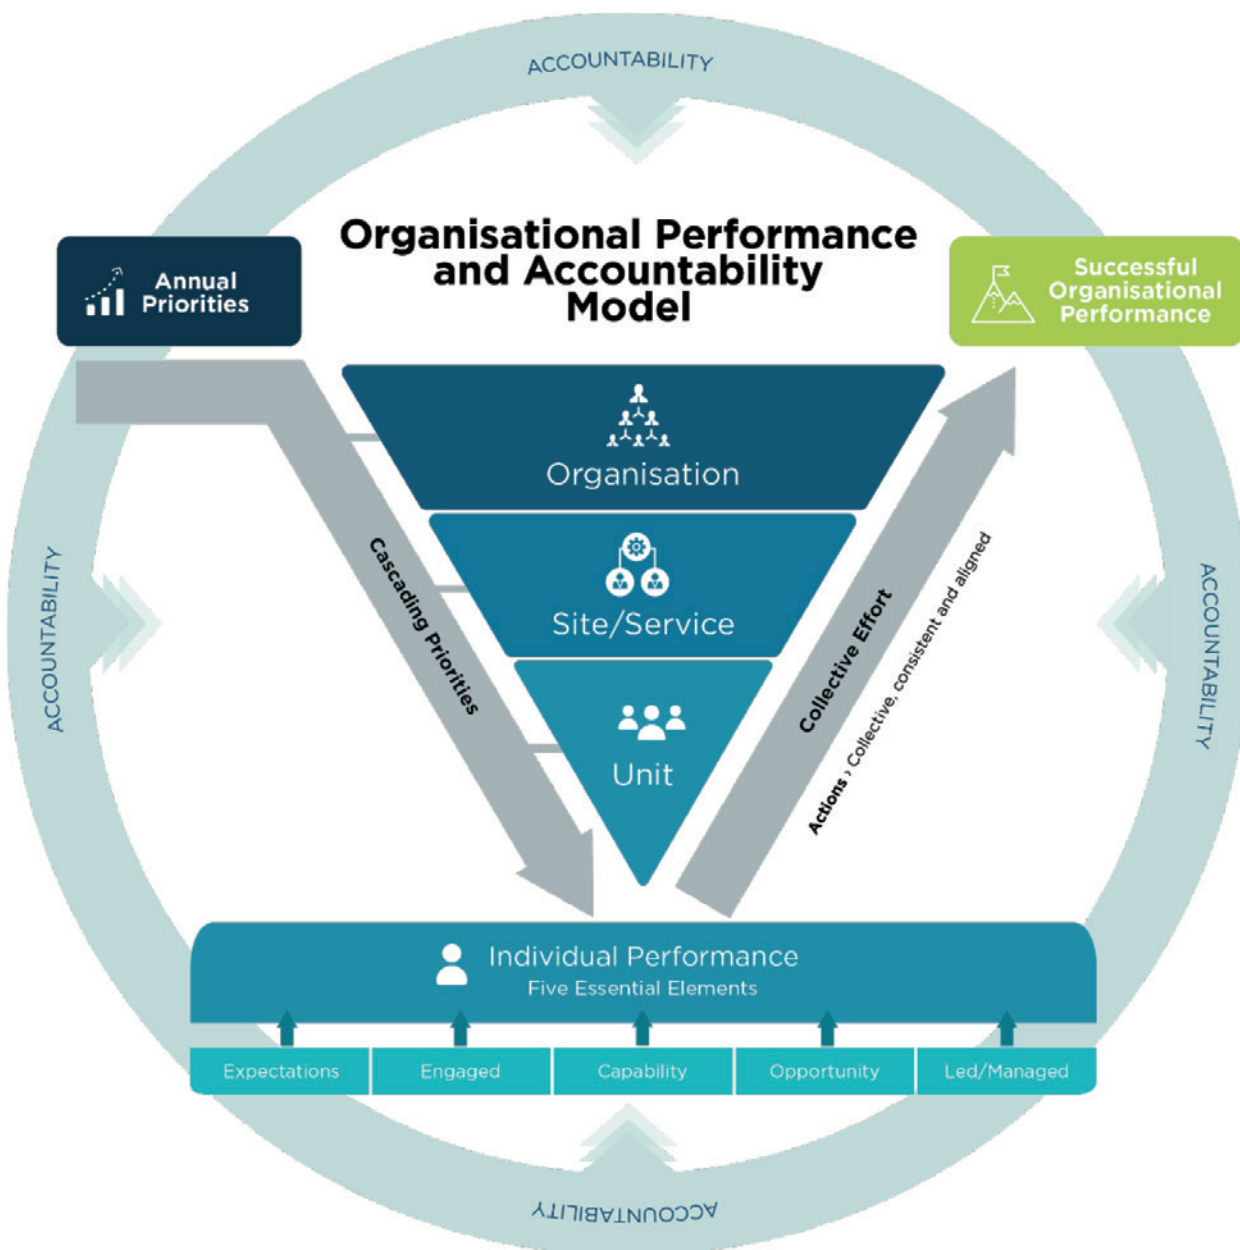 ACCOUNTABILITY
Organisational Performance
and Accountability
Model
Annual
Priorities
Successful
Organisational
Performance
Organisation
Site/Service
Unit
Cascading Priorities
Collective Effort
Actions › Collective, consistent and aligned
ACCOUNTABILITY
ACCOUNTABILITY
Individual Performance
Five Essential Elements
Expectations
Engaged
Capability
Opportunity
Led/Managed
ACCOUNTABILITY